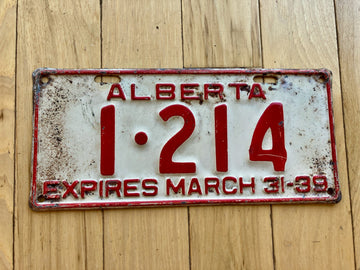 ALBERTA
1·214
EXPIRES MARCH 31-39